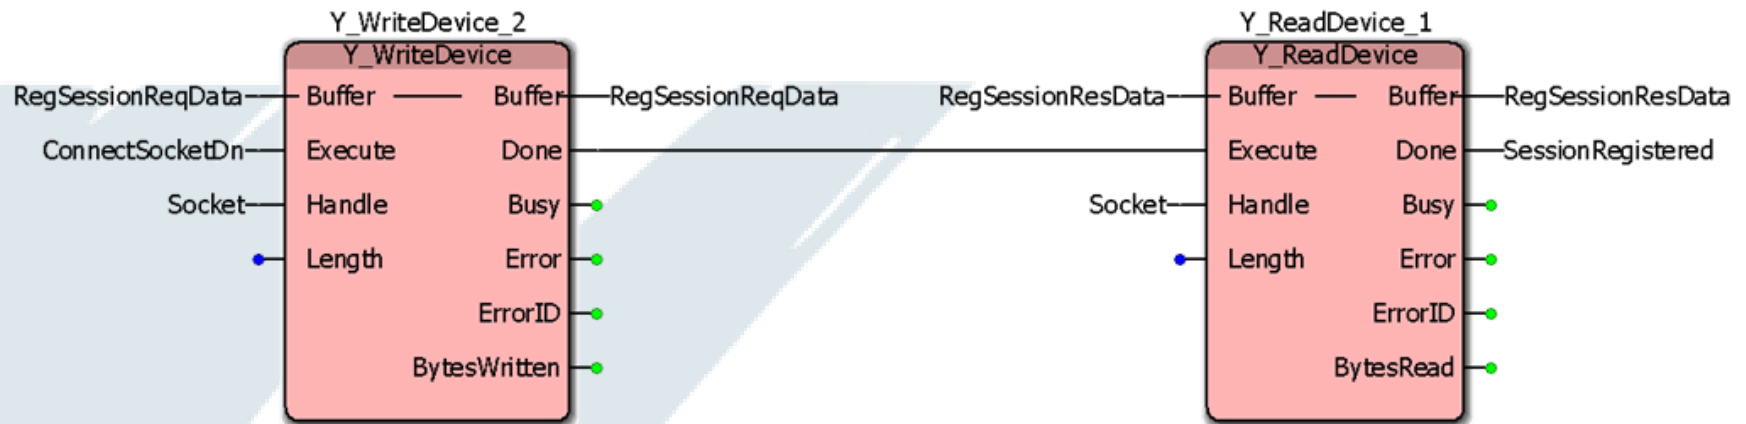 Y_WriteDevice_2 Y_ReadDevice_1
Y_WriteDevice Y_ReadDevice
RegSessionReqData Buffer Buffer RegSessionReqData RegSessionResData Buffer Buffer RegSessionResData
ConnectSocketDn Execute Done Execute Done SessionRegistered
Socket Handle Busy Socket Handle Busy
Length Error Length Error
ErrorID ErrorID
BytesWritten BytesRead